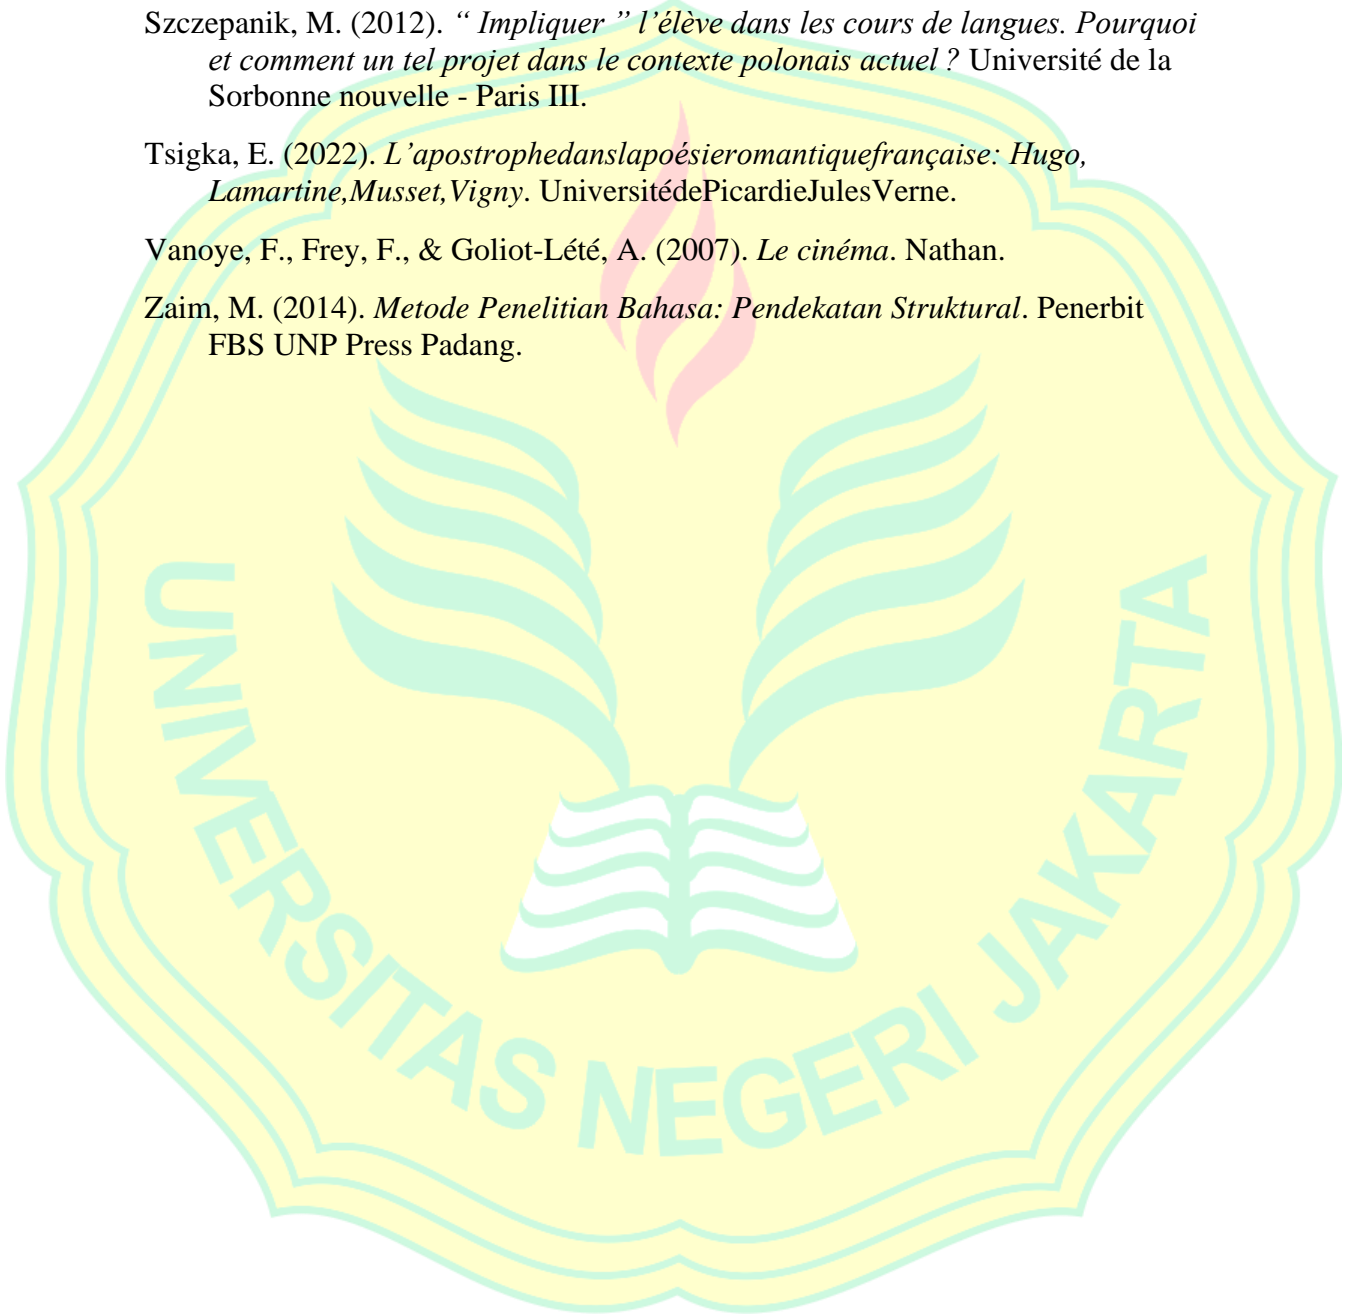 Szczepanik, M. (2012). “ Impliquer ” l’élève dans les cours de langues. Pourquoi
et comment un tel projet dans le contexte polonais actuel ? Université de la
Sorbonne nouvelle - Paris III.
Tsigka, E. (2022). L’apostrophedanslapoésieromantiquefrançaise: Hugo,
Lamartine,Musset,Vigny. UniversitédePicardieJulesVerne.
Vanoye, F., Frey, F., & Goliot-Lété, A. (2007). Le cinéma. Nathan.
Zaim, M. (2014). Metode Penelitian Bahasa: Pendekatan Struktural. Penerbit
FBS UNP Press Padang.
UNIVERSITAS NEGERI JAKARTA